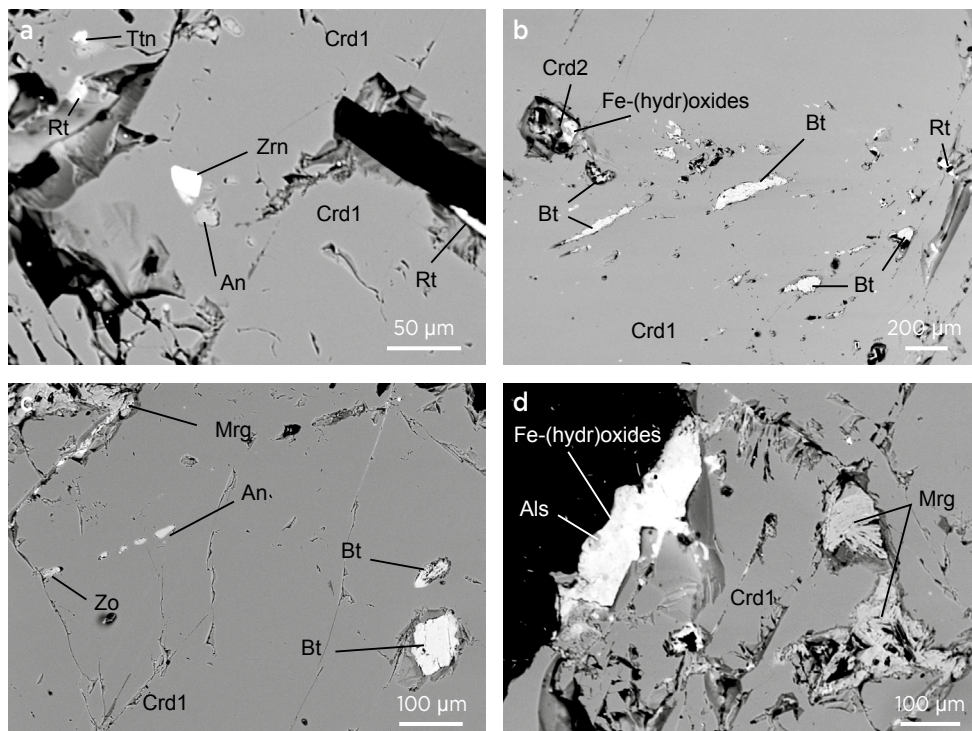 a
Ttn
Crd1
Rt
Zrn
Crd1
An
Rt
50 µm
b
Crd2
Fe-(hydr)oxides
Bt
Rt
Bt
Bt
Crd1
200 µm
c
Mrg
An
Bt
Zo
Bt
Crd1
100 µm
d
Fe-(hydr)oxides
Als
Mrg
Crd1
100 µm